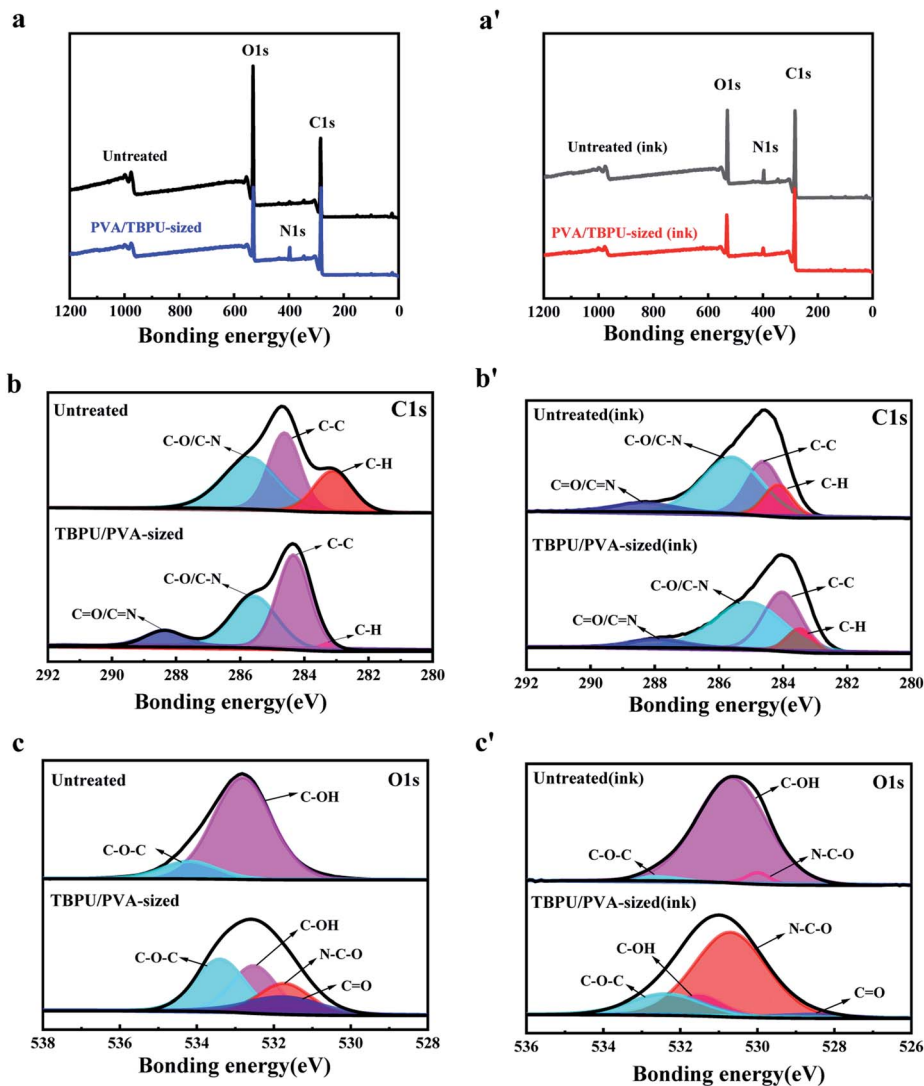 a
O1s
C1s
Untreated
PVA/TBPU-sized
N1s
1200 1000 800 600 400 200 0
Bonding energy(eV)
a'
C1s
O1s
N1s
Untreated (ink)
PVA/TBPU-sized (ink)
1200 1000 800 600 400 200 0
Bonding energy(eV)
b
Untreated
C1s
C-O/C-N
C-C
C-H
TBPU/PVA-sized
C-C
C-O/C-N
C=O/C=N
C-H
292 290 288 286 284 282 280
Bonding energy(eV)
b'
Untreated(ink)
C1s
C-O/C-N
C-C
C-H
C=O/C=N
TBPU/PVA-sized(ink)
C-O/C-N
C-C
C=O/C=N
C-H
292 290 288 286 284 282 280
Bonding energy(eV)
c
Untreated
O1s
C-OH
C-O-C
TBPU/PVA-sized
C-OH
C-O-C
N-C-O
C=O
538 536 534 532 530 528
Bonding energy(eV)
c'
Untreated(ink)
O1s
C-OH
C-O-C
N-C-O
TBPU/PVA-sized(ink)
N-C-O
C-OH
C-O-C
C=O
536 534 532 530 528 526
Bonding energy(eV)